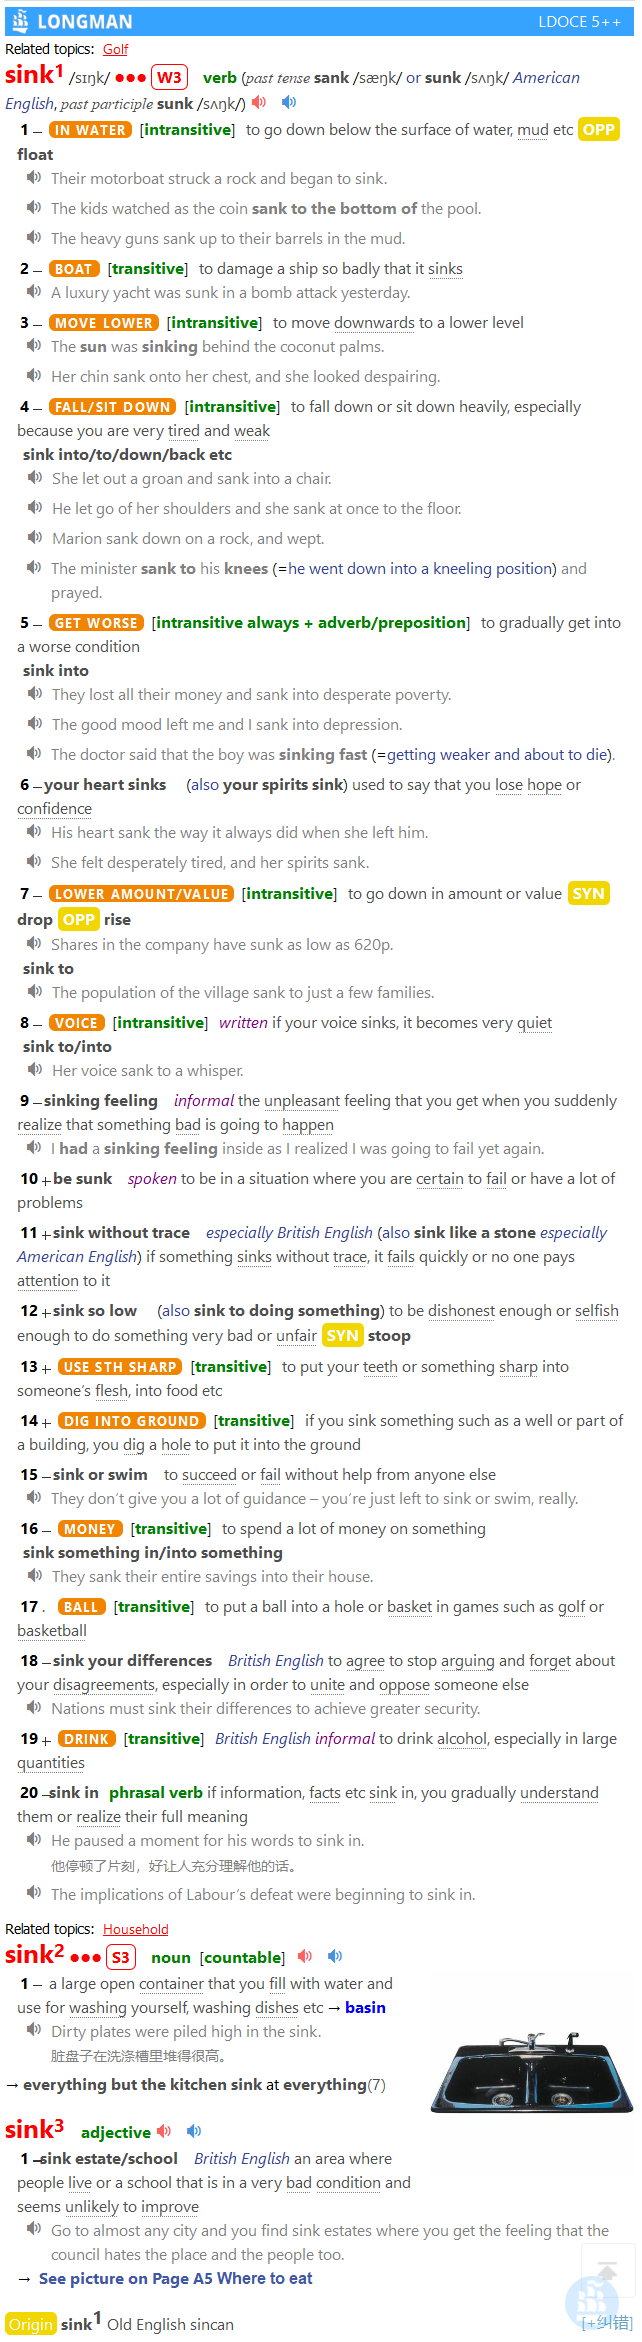 LONGMAN LDOCE 5++
Related topics: Golf
sink1 /sɪŋk/ ●●● W3 verb (past tense sank /sæŋk/ or sunk /sʌŋk/ American
English, past participle sunk /sʌŋk/)
1 – IN WATER [intransitive] to go down below the surface of water, mud etc OPP
float
Their motorboat struck a rock and began to sink.
The kids watched as the coin sank to the bottom of the pool.
The heavy guns sank up to their barrels in the mud.
2 – BOAT [transitive] to damage a ship so badly that it sinks
A luxury yacht was sunk in a bomb attack yesterday.
3 – MOVE LOWER [intransitive] to move downwards to a lower level
The sun was sinking behind the coconut palms.
Her chin sank onto her chest, and she looked despairing.
4 – FALL/SIT DOWN [intransitive] to fall down or sit down heavily, especially
because you are very tired and weak
sink into/to/down/back etc
She let out a groan and sank into a chair.
He let go of her shoulders and she sank at once to the floor.
Marion sank down on a rock, and wept.
The minister sank to his knees (=he went down into a kneeling position) and
prayed.
5 – GET WORSE [intransitive always + adverb/preposition] to gradually get into
a worse condition
sink into
They lost all their money and sank into desperate poverty.
The good mood left me and I sank into depression.
The doctor said that the boy was sinking fast (=getting weaker and about to die).
6 –your heart sinks (also your spirits sink) used to say that you lose hope or
confidence
His heart sank the way it always did when she left him.
She felt desperately tired, and her spirits sank.
7 – LOWER AMOUNT/VALUE [intransitive] to go down in amount or value SYN
drop OPP rise
Shares in the company have sunk as low as 620p.
sink to
The population of the village sank to just a few families.
8 – VOICE [intransitive] written if your voice sinks, it becomes very quiet
sink to/into
Her voice sank to a whisper.
9 –sinking feeling informal the unpleasant feeling that you get when you suddenly
realize that something bad is going to happen
I had a sinking feeling inside as I realized I was going to fail yet again.
10 +be sunk spoken to be in a situation where you are certain to fail or have a lot of
problems
11 +sink without trace especially British English (also sink like a stone especially
American English) if something sinks without trace, it fails quickly or no one pays
attention to it
12 +sink so low (also sink to doing something) to be dishonest enough or selfish
enough to do something very bad or unfair SYN stoop
13 + USE STH SHARP [transitive] to put your teeth or something sharp into
someone's flesh, into food etc
14 + DIG INTO GROUND [transitive] if you sink something such as a well or part of
a building, you dig a hole to put it into the ground
15 –sink or swim to succeed or fail without help from anyone else
They don't give you a lot of guidance – you're just left to sink or swim, really.
16 – MONEY [transitive] to spend a lot of money on something
sink something in/into something
They sank their entire savings into their house.
17 . BALL [transitive] to put a ball into a hole or basket in games such as golf or
basketball
18 –sink your differences British English to agree to stop arguing and forget about
your disagreements, especially in order to unite and oppose someone else
Nations must sink their differences to achieve greater security.
19 + DRINK [transitive] British English informal to drink alcohol, especially in large
quantities
20 –sink in phrasal verb if information, facts etc sink in, you gradually understand
them or realize their full meaning
He paused a moment for his words to sink in.
他停顿了片刻，好让人充分理解他的话。
The implications of Labour's defeat were beginning to sink in.
Related topics: Household
sink2 ●●● S3 noun [countable]
1 – a large open container that you fill with water and
use for washing yourself, washing dishes etc → basin
Dirty plates were piled high in the sink.
脏盘子在洗涤槽里堆得很高。
→ everything but the kitchen sink at everything(7)
sink3 adjective
1 –sink estate/school British English an area where
people live or a school that is in a very bad condition and
seems unlikely to improve
Go to almost any city and you find sink estates where you get the feeling that the
council hates the place and the people too.
→ See picture on Page A5 Where to eat
Origin sink1 Old English sincan [+纠错]